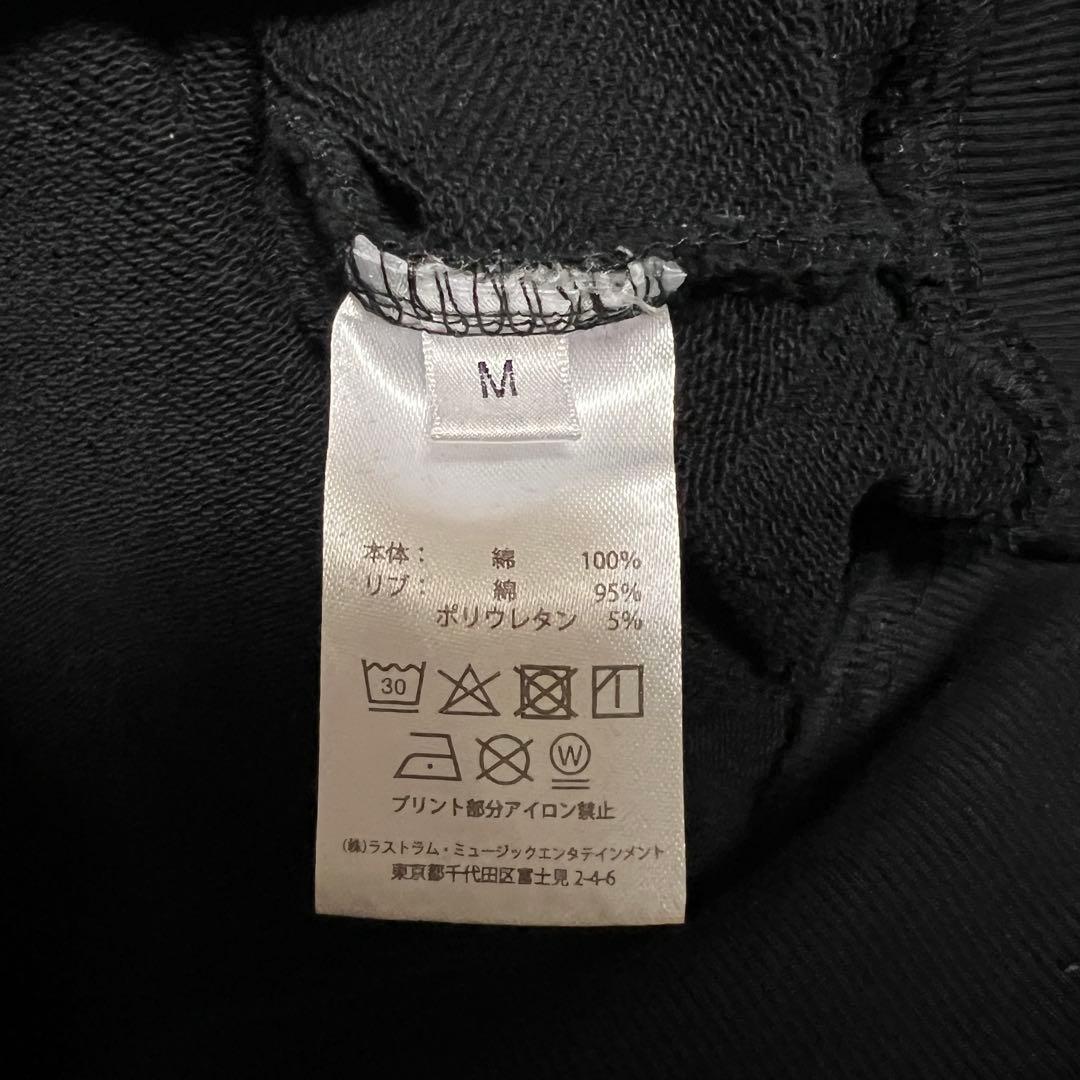 M
本体： 綿 100%
リブ： 綿 95%
ポリウレタン 5%
30
W
プリント部分アイロン禁止
(株)ラストラム・ミュージックエンタテインメント
東京都千代田区富士見 2-4-6